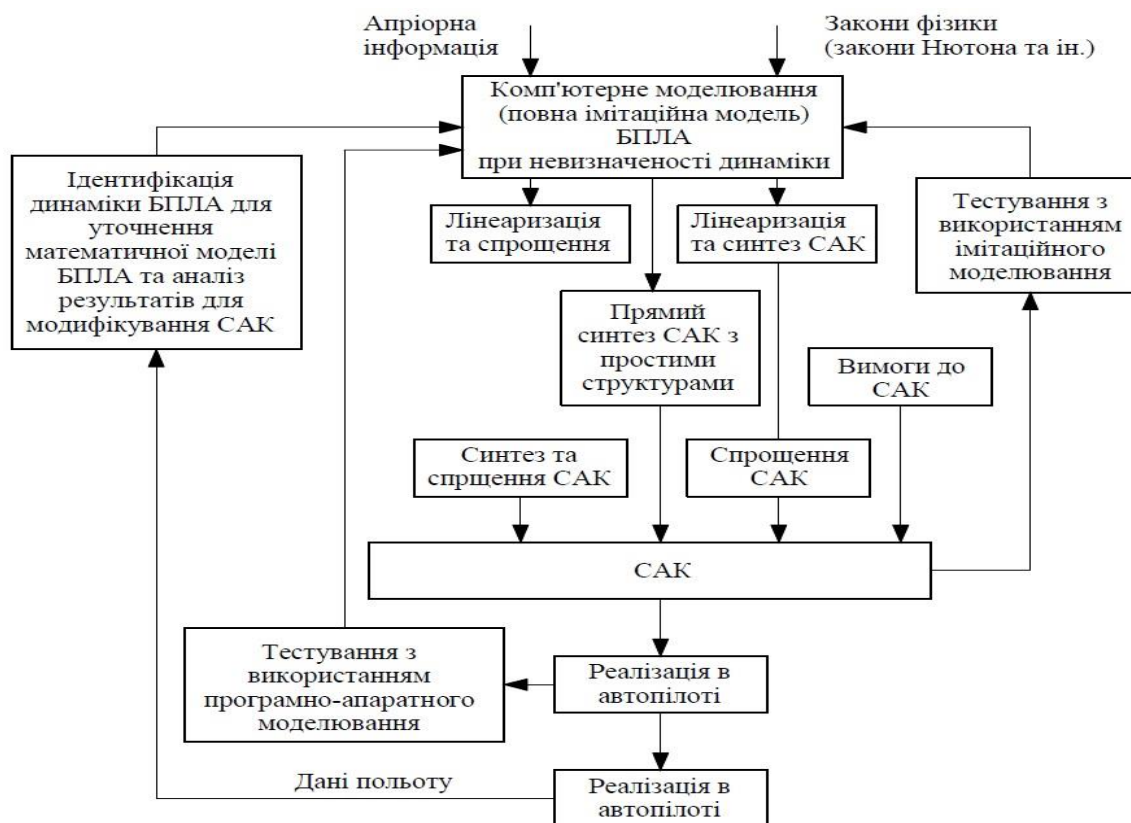 Апріорна
інформація
Закони фізики
(закони Нютона та ін.)
Комп'ютерне моделювання
(повна імітаційна модель)
БПЛА
при невизначеності динаміки
Ідентифікація
динаміки БПЛА для
уточнення
математичної моделі
БПЛА та аналіз
результатів для
модифікування САК
Лінеаризація
та спрощення
Лінеаризація
та синтез САК
Тестування з
використанням
імітаційного
моделювання
Прямий
синтез САК з
простими
структурами
Вимоги до
САК
Синтез та
спрщення САК
Спрощення
САК
САК
Тестування з
використанням
програмно-апаратного
моделювання
Реалізація в
автопілоті
Дані польоту
Реалізація в
автопілоті